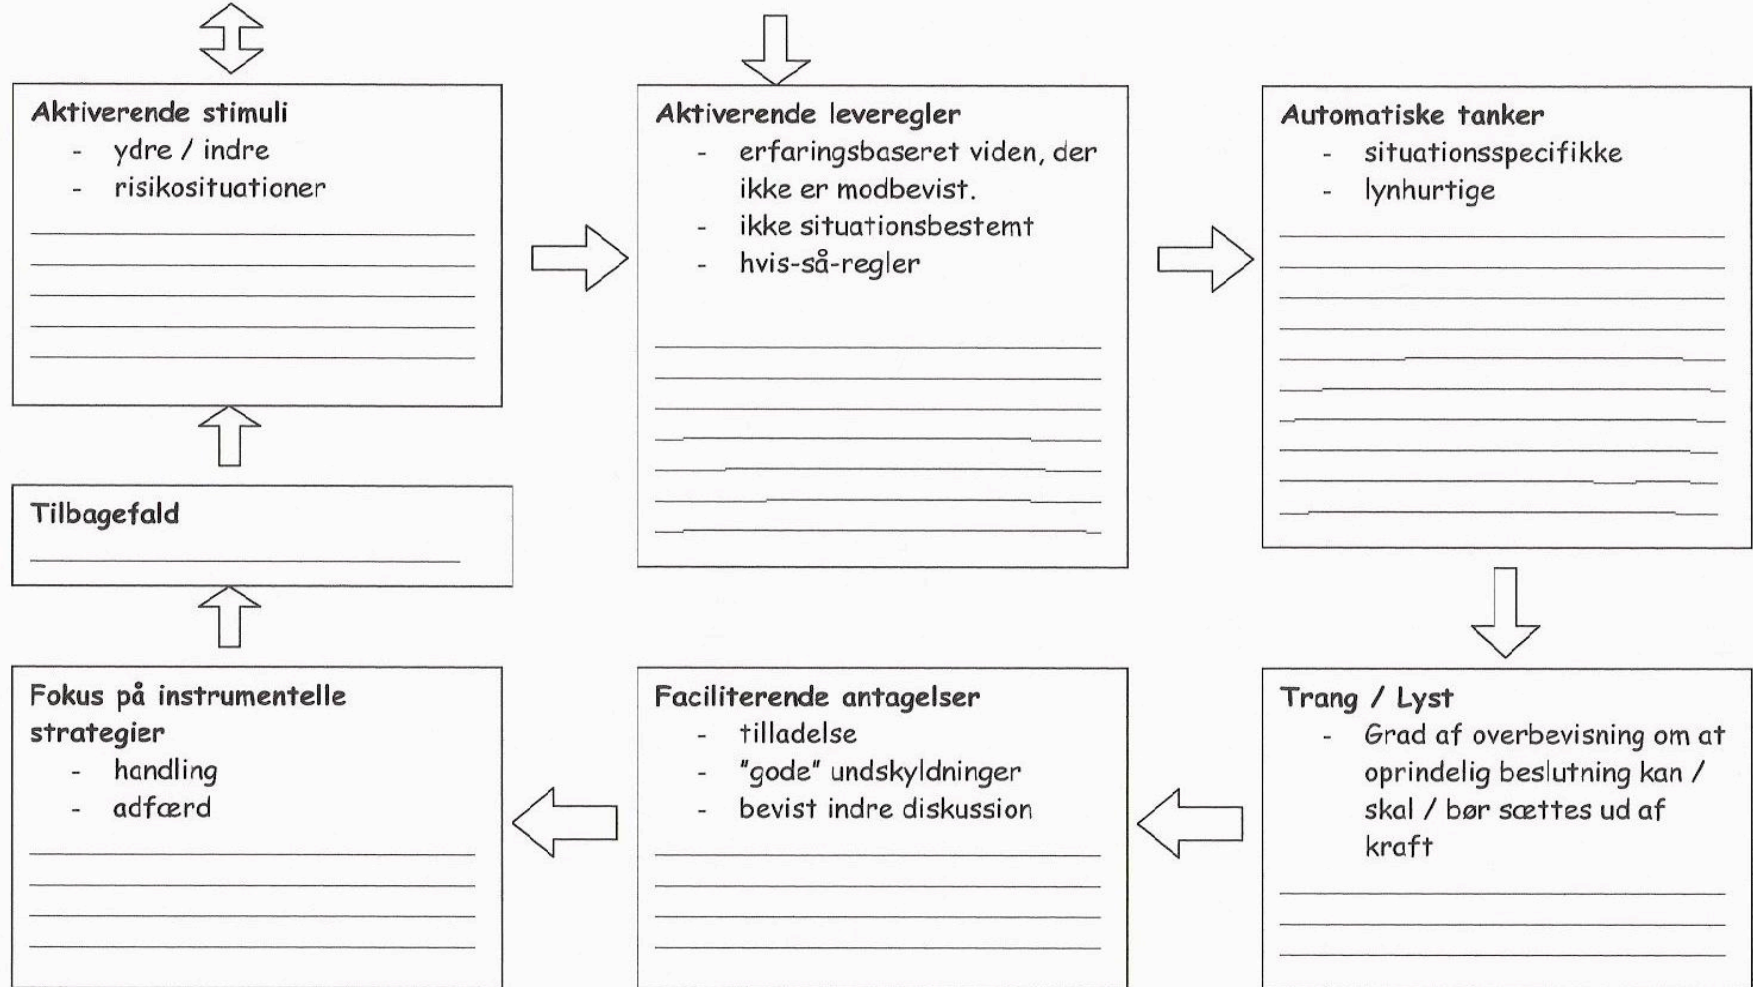 Aktiverende stimuli
- ydre / indre
- risikosituationer
Aktiverende leveregler
- erfaringsbaseret viden, der
ikke er modbevist.
- ikke situationsbestemt
- hvis-så-regler
Automatiske tanker
- situationsspecifikke
- lynhurtige
Tilbagefald
Fokus på instrumentelle
strategier
- handling
- adfærd
Faciliterende antagelser
- tilladelse
- "gode" undskyldninger
- bevist indre diskussion
Trang / Lyst
- Grad af overbevisning om at
oprindelig beslutning kan /
skal / bør sættes ud af
kraft